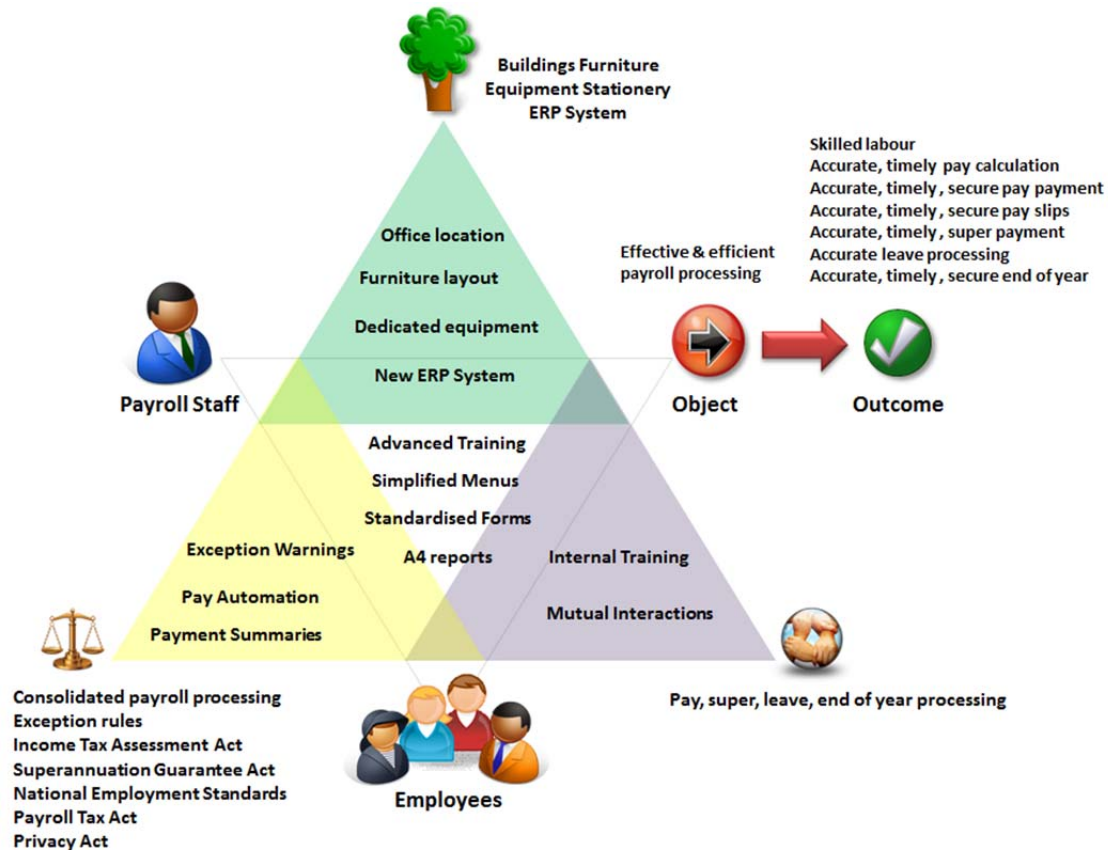 Buildings Furniture
Equipment Stationery
ERP System
Skilled labour
Accurate, timely pay calculation
Accurate, timely , secure pay payment
Accurate, timely , secure pay slips
Accurate, timely , super payment
Accurate leave processing
Accurate, timely, secure end of year
Effective & efficient
payroll processing
Office location
Furniture layout
Dedicated equipment
New ERP System
Payroll Staff
Object
Outcome
Advanced Training
Simplified Menus
Standardised Forms
A4 reports
Exception Warnings
Pay Automation
Payment Summaries
Internal Training
Mutual Interactions
Consolidated payroll processing
Exception rules
Income Tax Assessment Act
Superannuation Guarantee Act
National Employment Standards
Payroll Tax Act
Privacy Act
Employees
Pay, super, leave, end of year processing